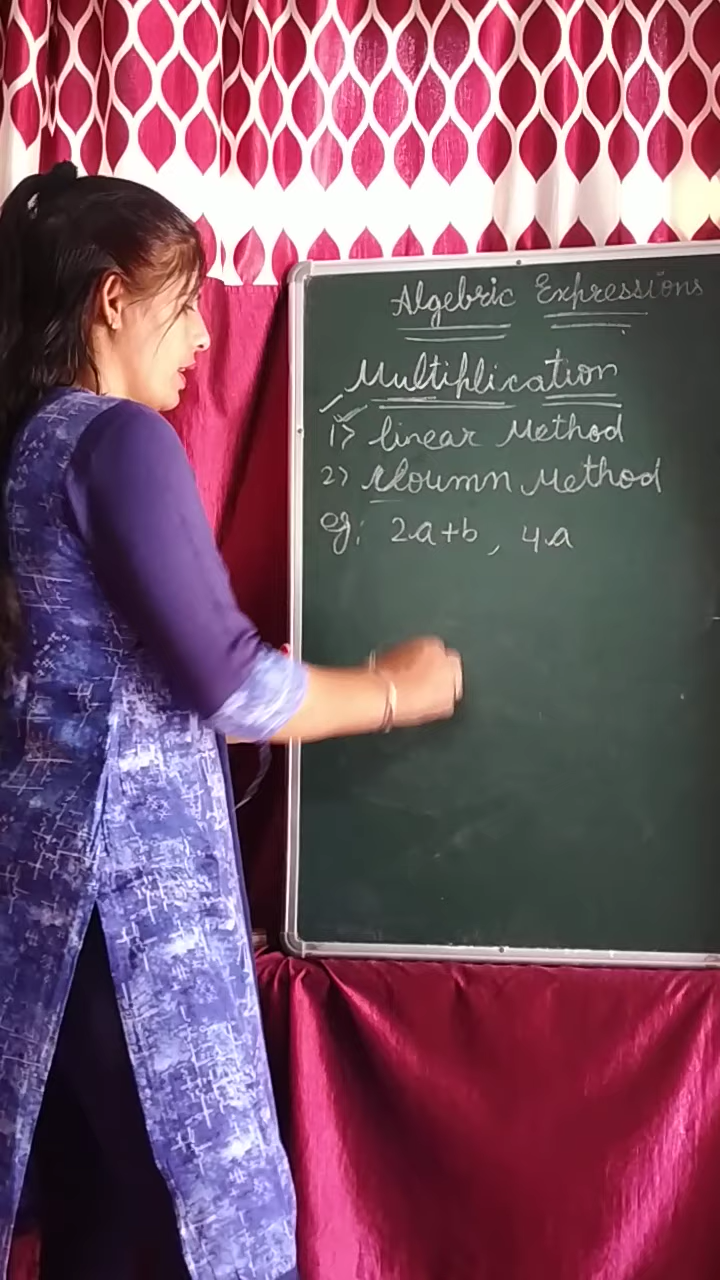 Algebric Expressions
Multiplication
1> linear Method
2> Cloumn Method
eg: 2a+b, 4a